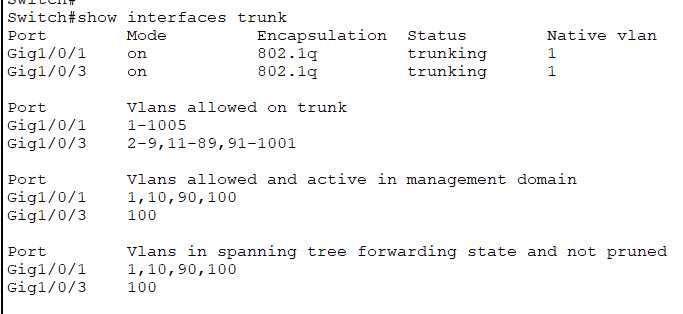 Switch#
Switch#show interfaces trunk
Port        Mode         Encapsulation  Status        Native vlan
Gig1/0/1    on           802.1q         trunking      1
Gig1/0/3    on           802.1q         trunking      1
Port        Vlans allowed on trunk
Gig1/0/1    1-1005
Gig1/0/3    2-9,11-89,91-1001
Port        Vlans allowed and active in management domain
Gig1/0/1    1,10,90,100
Gig1/0/3    100
Port        Vlans in spanning tree forwarding state and not pruned
Gig1/0/1    1,10,90,100
Gig1/0/3    100